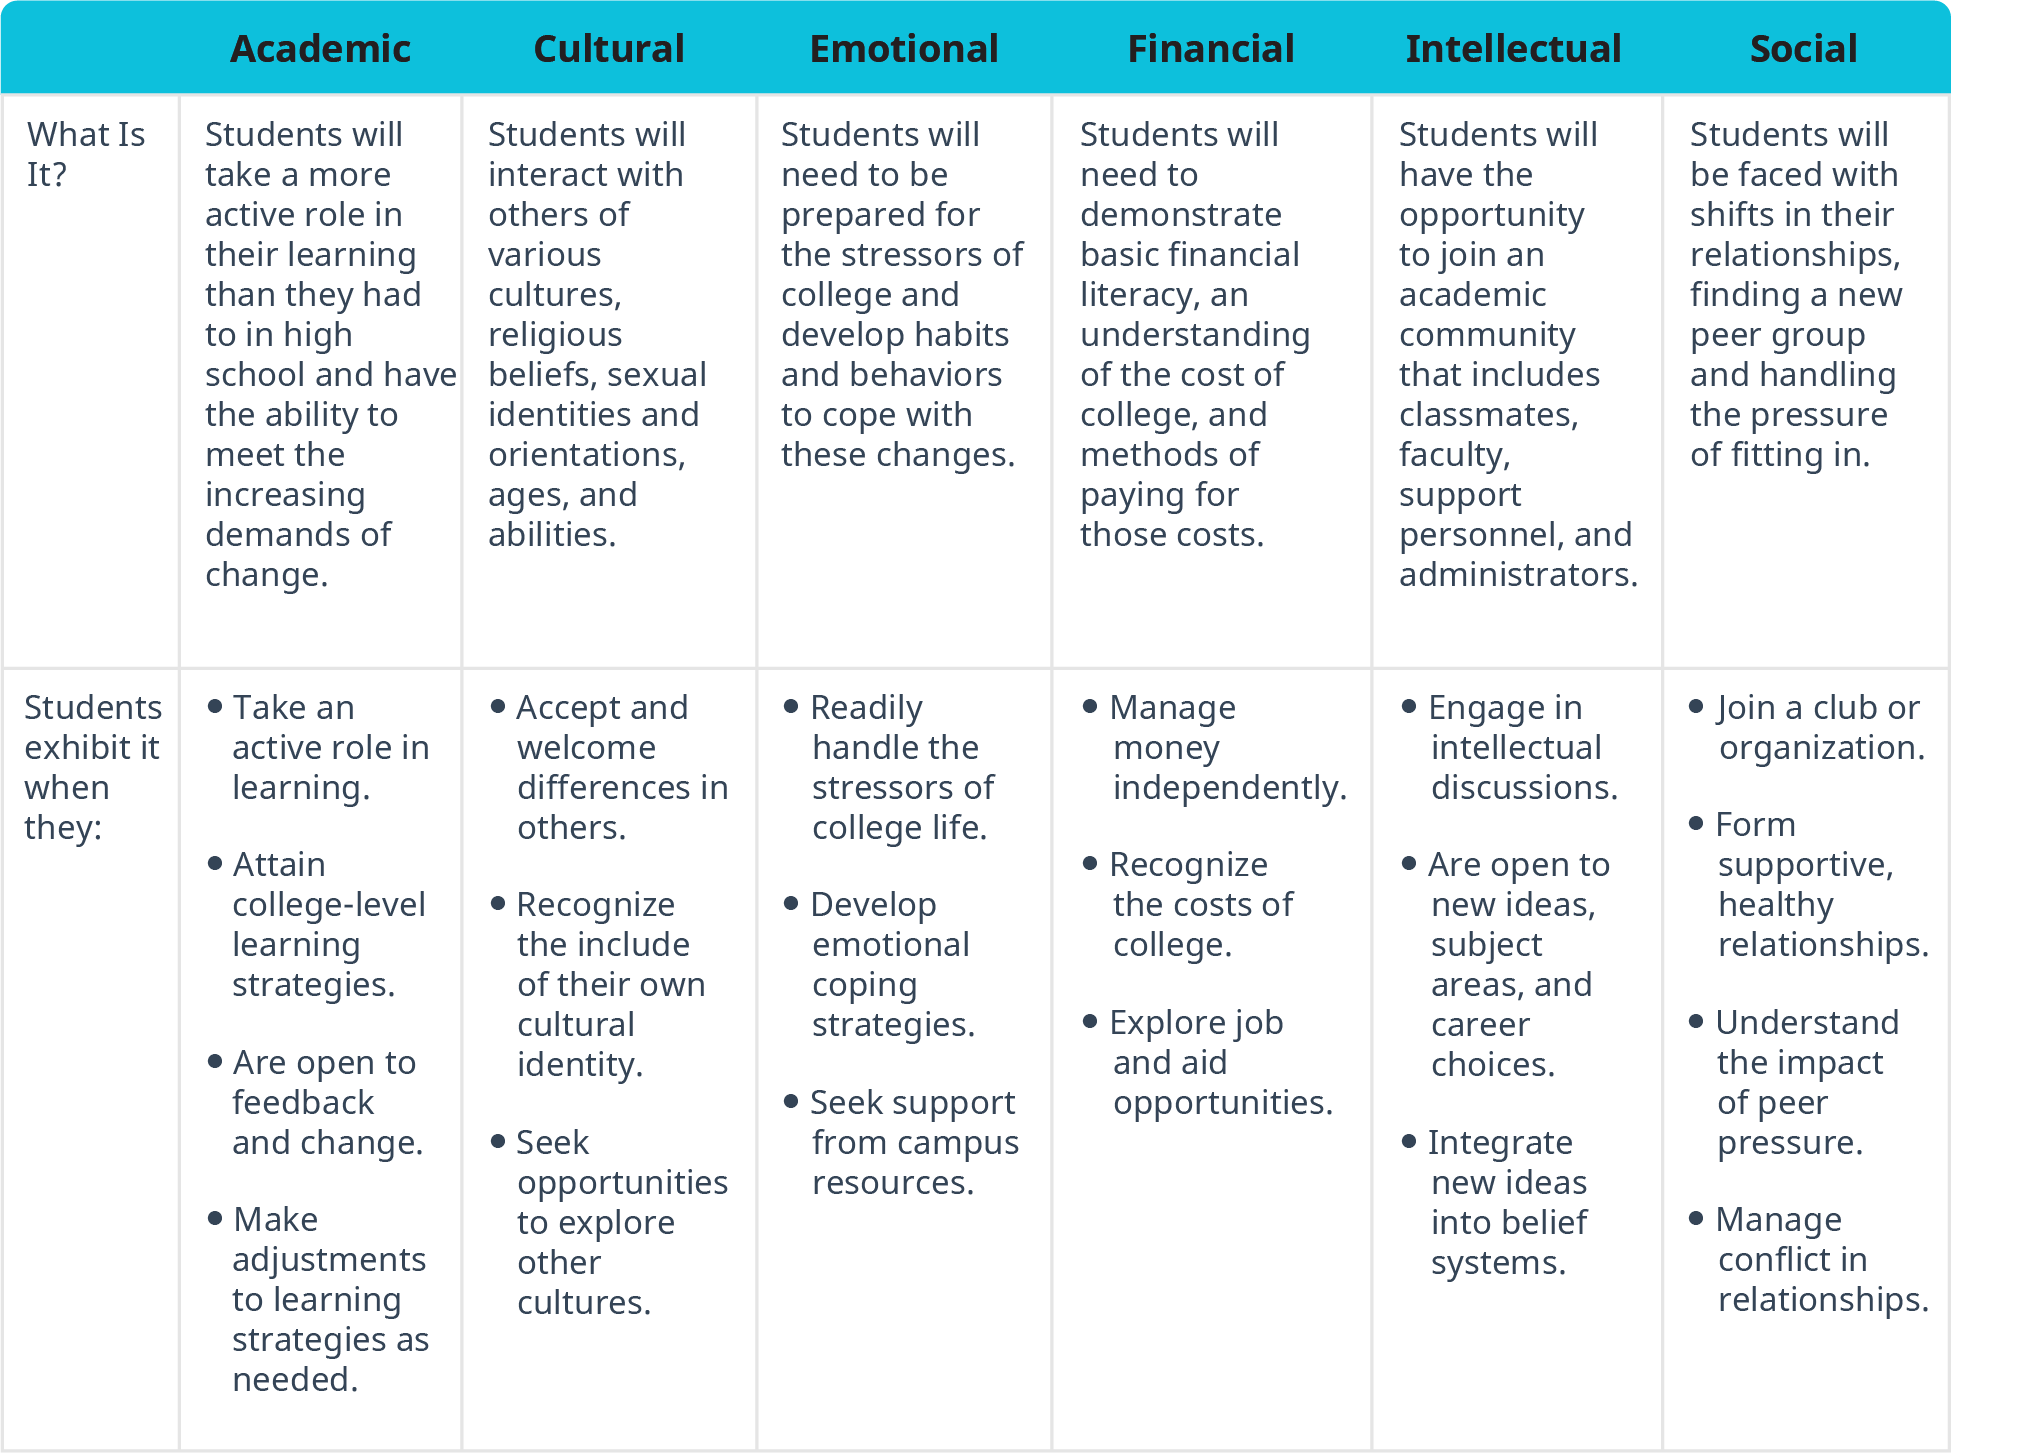 Academic
Cultural
Emotional
Financial
Intellectual
Social
What Is
It?
Students will
take a more
active role in
their learning
than they had
to in high
school and have
the ability to
meet the
increasing
demands of
change.
Students will
interact with
others of
various
cultures,
religious
beliefs, sexual
identities and
orientations,
ages, and
abilities.
Students will
need to be
prepared for
the stressors of
college and
develop habits
and behaviors
to cope with
these changes.
Students will
need to
demonstrate
basic financial
literacy, an
understanding
of the cost of
college, and
methods of
paying for
those costs.
Students will
have the
opportunity
to join an
academic
community
that includes
classmates,
faculty,
support
personnel, and
administrators.
Students will
be faced with
shifts in their
relationships,
finding a new
peer group
and handling
the pressure
of fitting in.
Students
exhibit it
when
they:
• Take an
active role in
learning.
• Attain
college-level
learning
strategies.
• Are open to
feedback
and change.
• Make
adjustments
to learning
strategies as
needed.
• Accept and
welcome
differences in
others.
• Recognize
the include
of their own
cultural
identity.
• Seek
opportunities
to explore
other
cultures.
• Readily
handle the
stressors of
college life.
• Develop
emotional
coping
strategies.
• Seek support
from campus
resources.
• Manage
money
independently.
• Recognize
the costs of
college.
• Explore job
and aid
opportunities.
• Engage in
intellectual
discussions.
• Are open to
new ideas,
subject
areas, and
career
choices.
• Integrate
new ideas
into belief
systems.
• Join a club or
organization.
• Form
supportive,
healthy
relationships.
• Understand
the impact
of peer
pressure.
• Manage
conflict in
relationships.